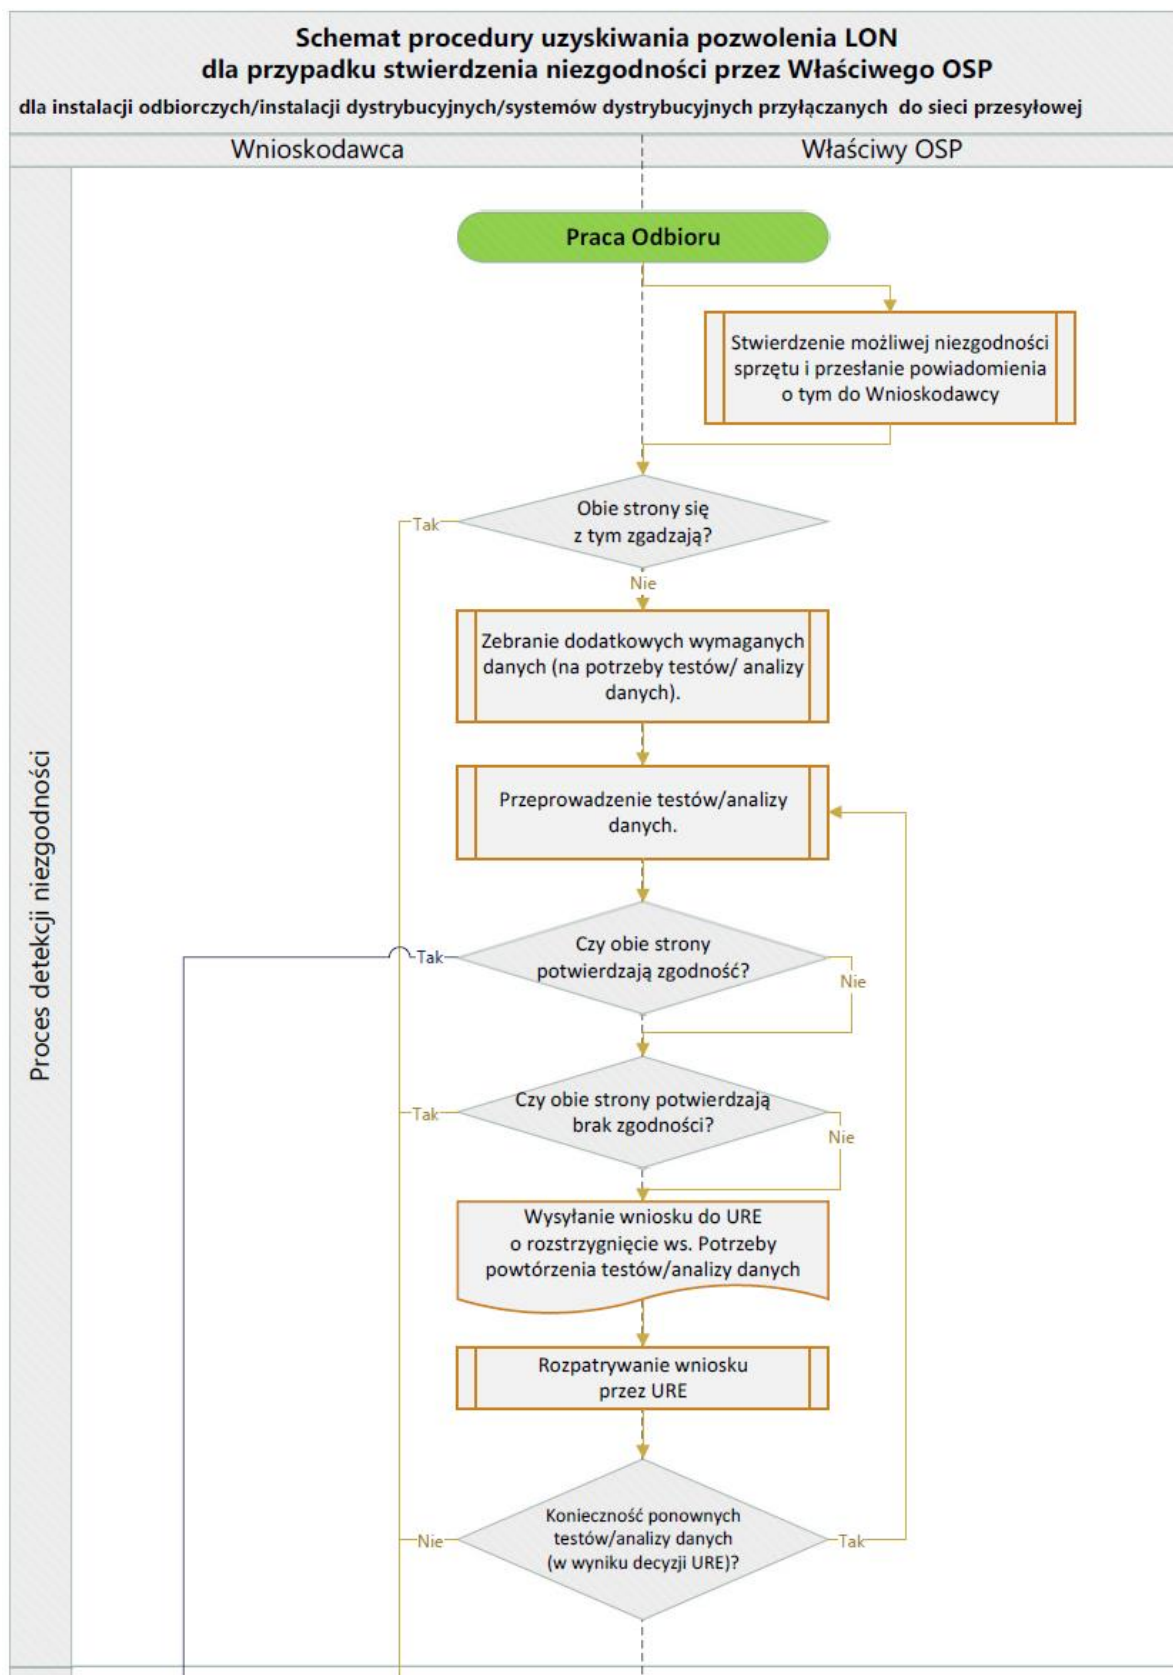 Schemat procedury uzyskiwania pozwolenia LON
dla przypadku stwierdzenia niezgodności przez Właściwego OSP
dla instalacji odbiorczych/instalacji dystrybucyjnych/systemów dystrybucyjnych przyłączanych do sieci przesyłowej
Wnioskodawca
Właściwy OSP
Proces detekcji niezgodności
Praca Odbioru
Stwierdzenie możliwej niezgodności
sprzętu i przesłanie powiadomienia
o tym do Wnioskodawcy
Obie strony się
z tym zgadzają?
Tak
Nie
Zebranie dodatkowych wymaganych
danych (na potrzeby testów/ analizy
danych).
Przeprowadzenie testów/analizy
danych.
Czy obie strony
potwierdzają zgodność?
Tak
Nie
Czy obie strony potwierdzają
brak zgodności?
Tak
Nie
Wysyłanie wniosku do URE
o rozstrzygnięcie ws. Potrzeby
powtórzenia testów/analizy danych
Rozpatrywanie wniosku
przez URE
Konieczność ponownych
testów/analizy danych
(w wyniku decyzji URE)?
Nie
Tak